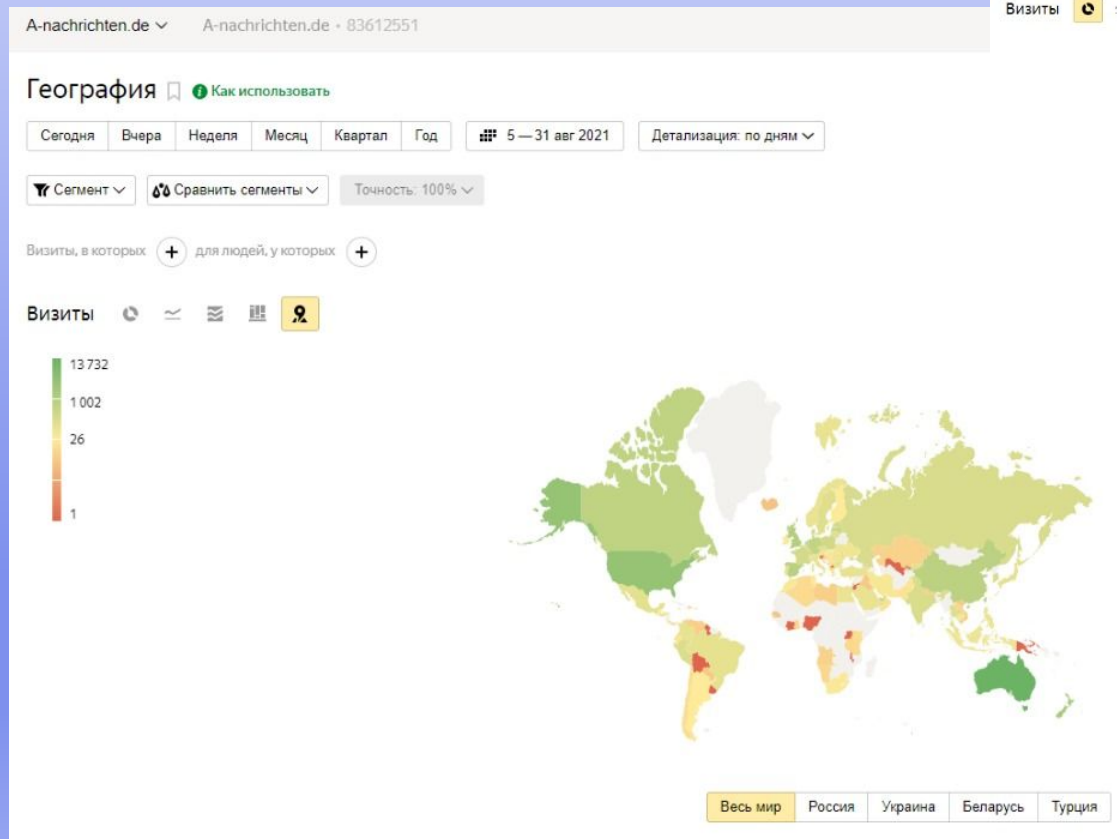 A-nachrichten.de A-nachrichten.de • 83612551
Визиты
География Как использовать
Сегодня Вчера Неделя Месяц Квартал Год 5 — 31 авг 2021 Детализация: по дням
Сегмент Сравнить сегменты Точность: 100%
Визиты, в которых + для людей, у которых +
Визиты
13 732
1 002
26
1
Весь мир Россия Украина Беларусь Турция